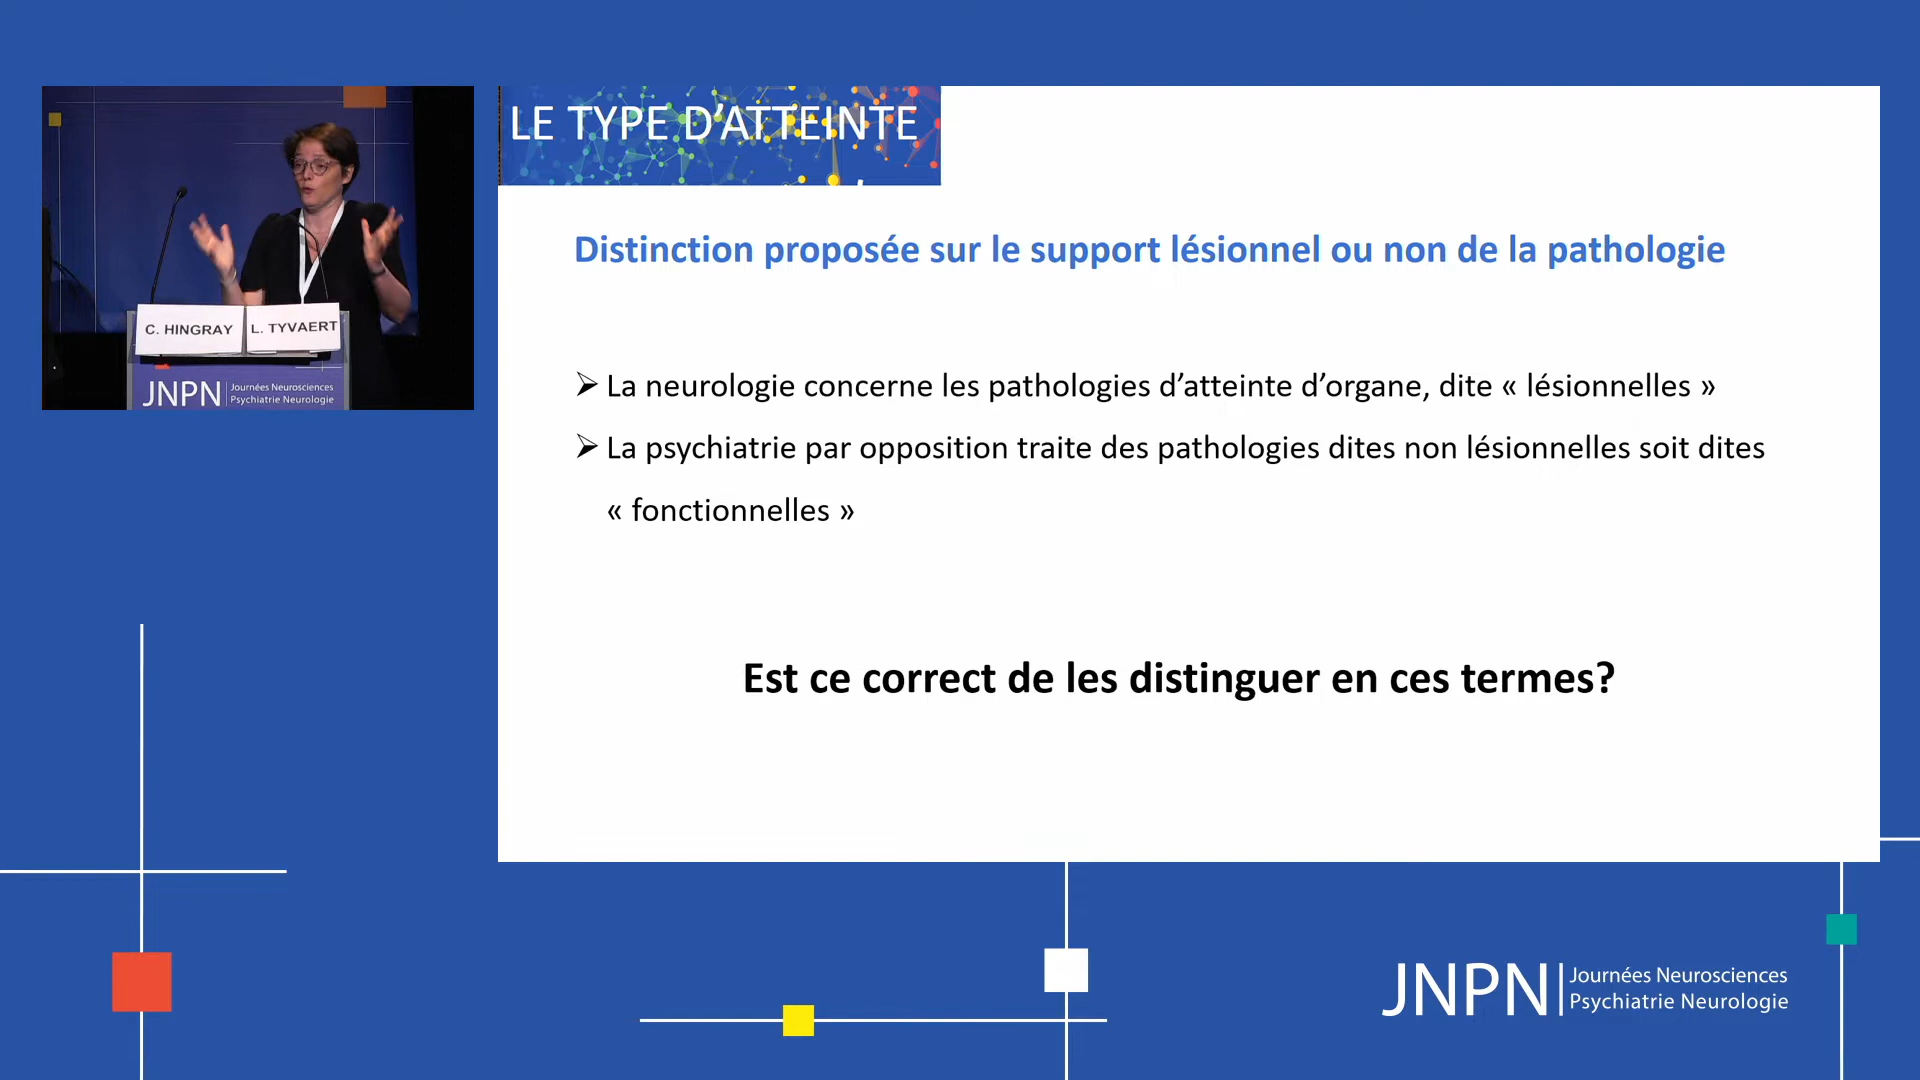 LE TYPE D’ATTEINTE
Distinction proposée sur le support lésionnel ou non de la pathologie
➢ La neurologie concerne les pathologies d’atteinte d’organe, dite « lésionnelles »
➢ La psychiatrie par opposition traite des pathologies dites non lésionnelles soit dites
« fonctionnelles »
Est ce correct de les distinguer en ces termes?
C. HINGRAY
L. TYVAERT
JNPN
Journées Neurosciences
Psychiatrie Neurologie
JNPN
Journées Neurosciences
Psychiatrie Neurologie